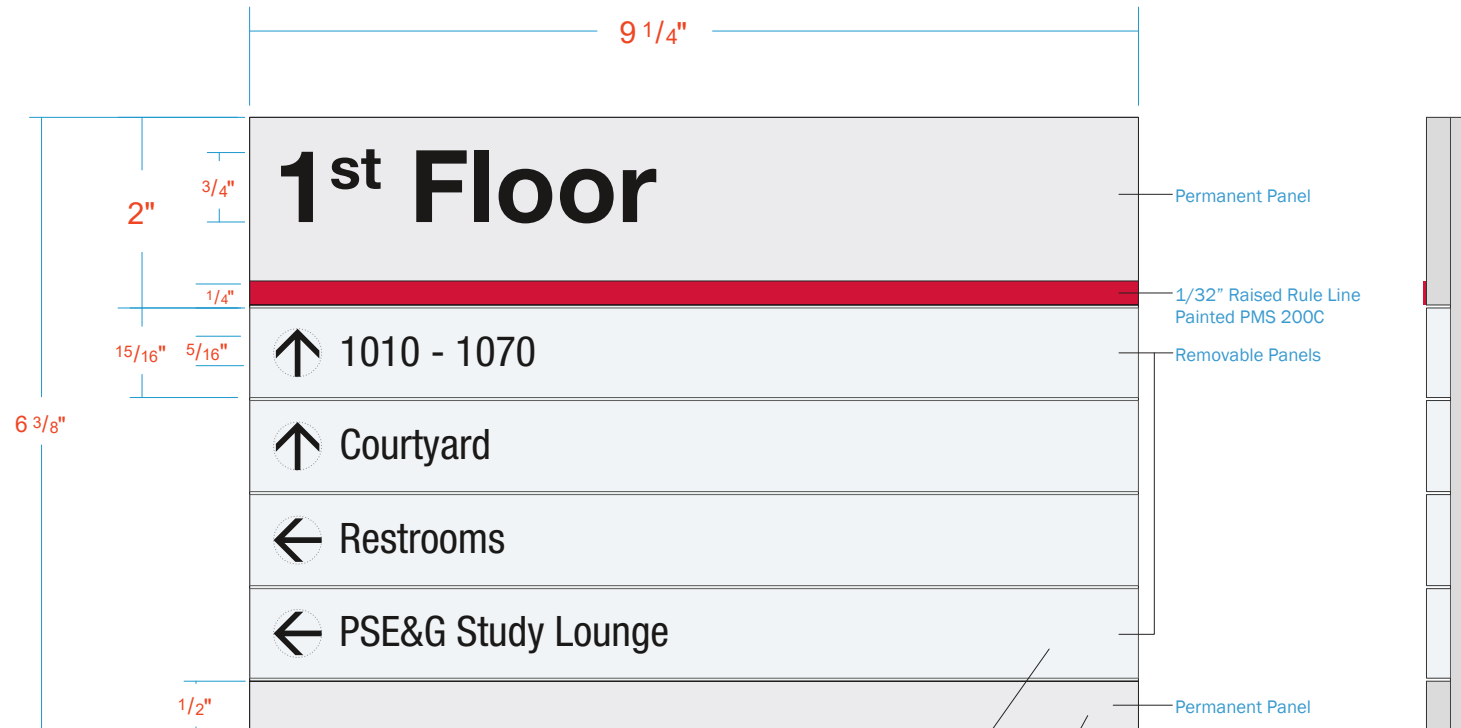 9 1/4"
1st Floor
3/4"
2"
Permanent Panel
1/4"
1/32” Raised Rule Line
Painted PMS 200C
15/16"
5/16"
1010 - 1070
Removable Panels
6 3/8"
Courtyard
Restrooms
PSE&G Study Lounge
1/2"
Permanent Panel